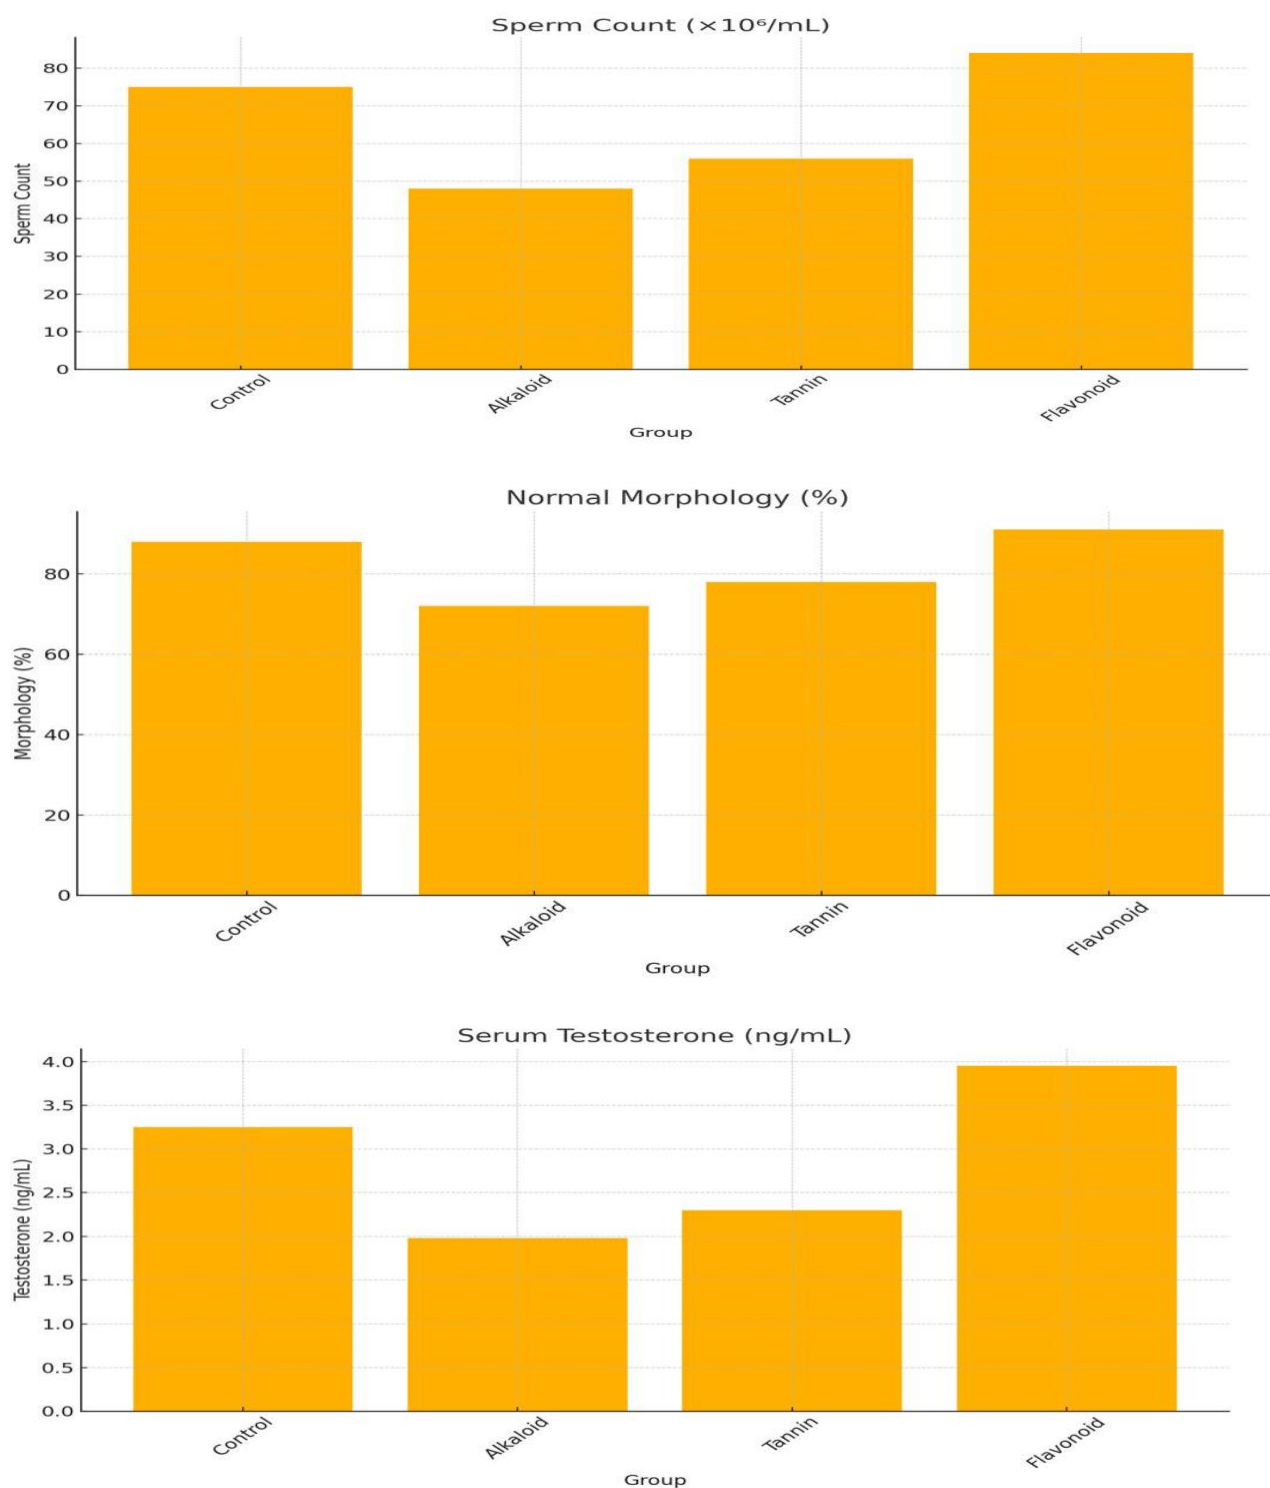 Sperm Count (×10⁶/mL)
Sperm Count
80
70
60
50
40
30
20
10
0
Control Alkaloid Tannin Flavonoid
Group
Normal Morphology (%)
Morphology (%)
80
60
40
20
0
Control Alkaloid Tannin Flavonoid
Group
Serum Testosterone (ng/mL)
Testosterone (ng/mL)
4.0
3.5
3.0
2.5
2.0
1.5
1.0
0.5
0.0
Control Alkaloid Tannin Flavonoid
Group